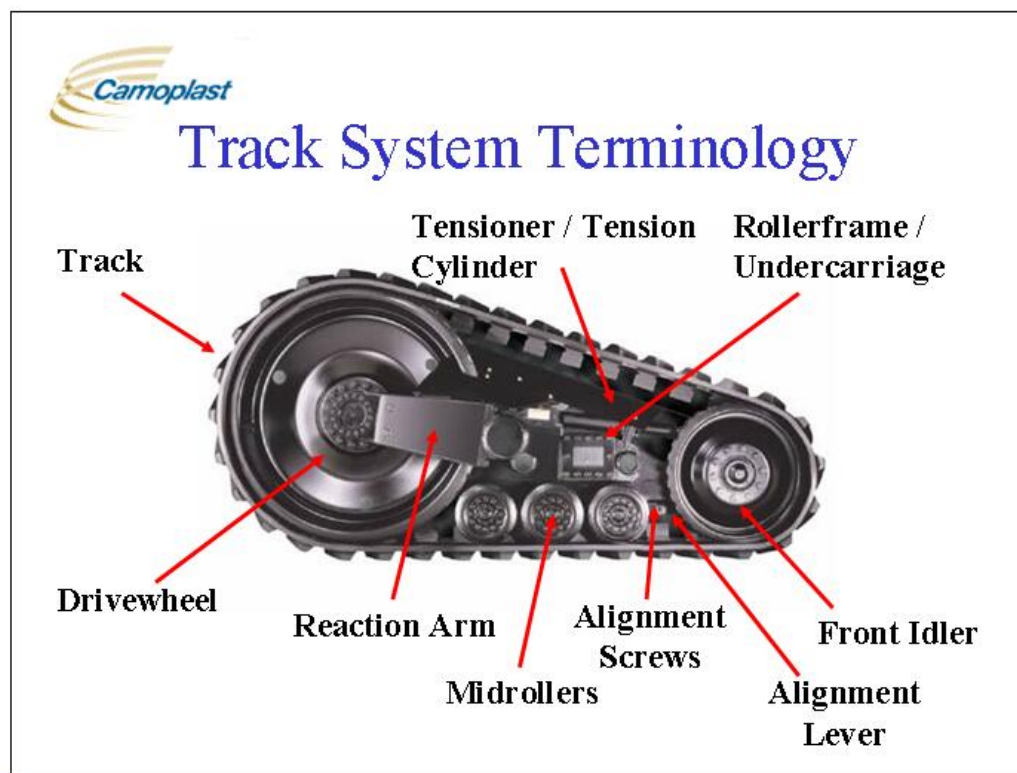 Camoplast
Track System Terminology
Track
Tensioner / Tension
Cylinder
Rollerframe /
Undercarriage
Drivewheel
Reaction Arm
Midrollers
Alignment
Screws
Alignment
Lever
Front Idler